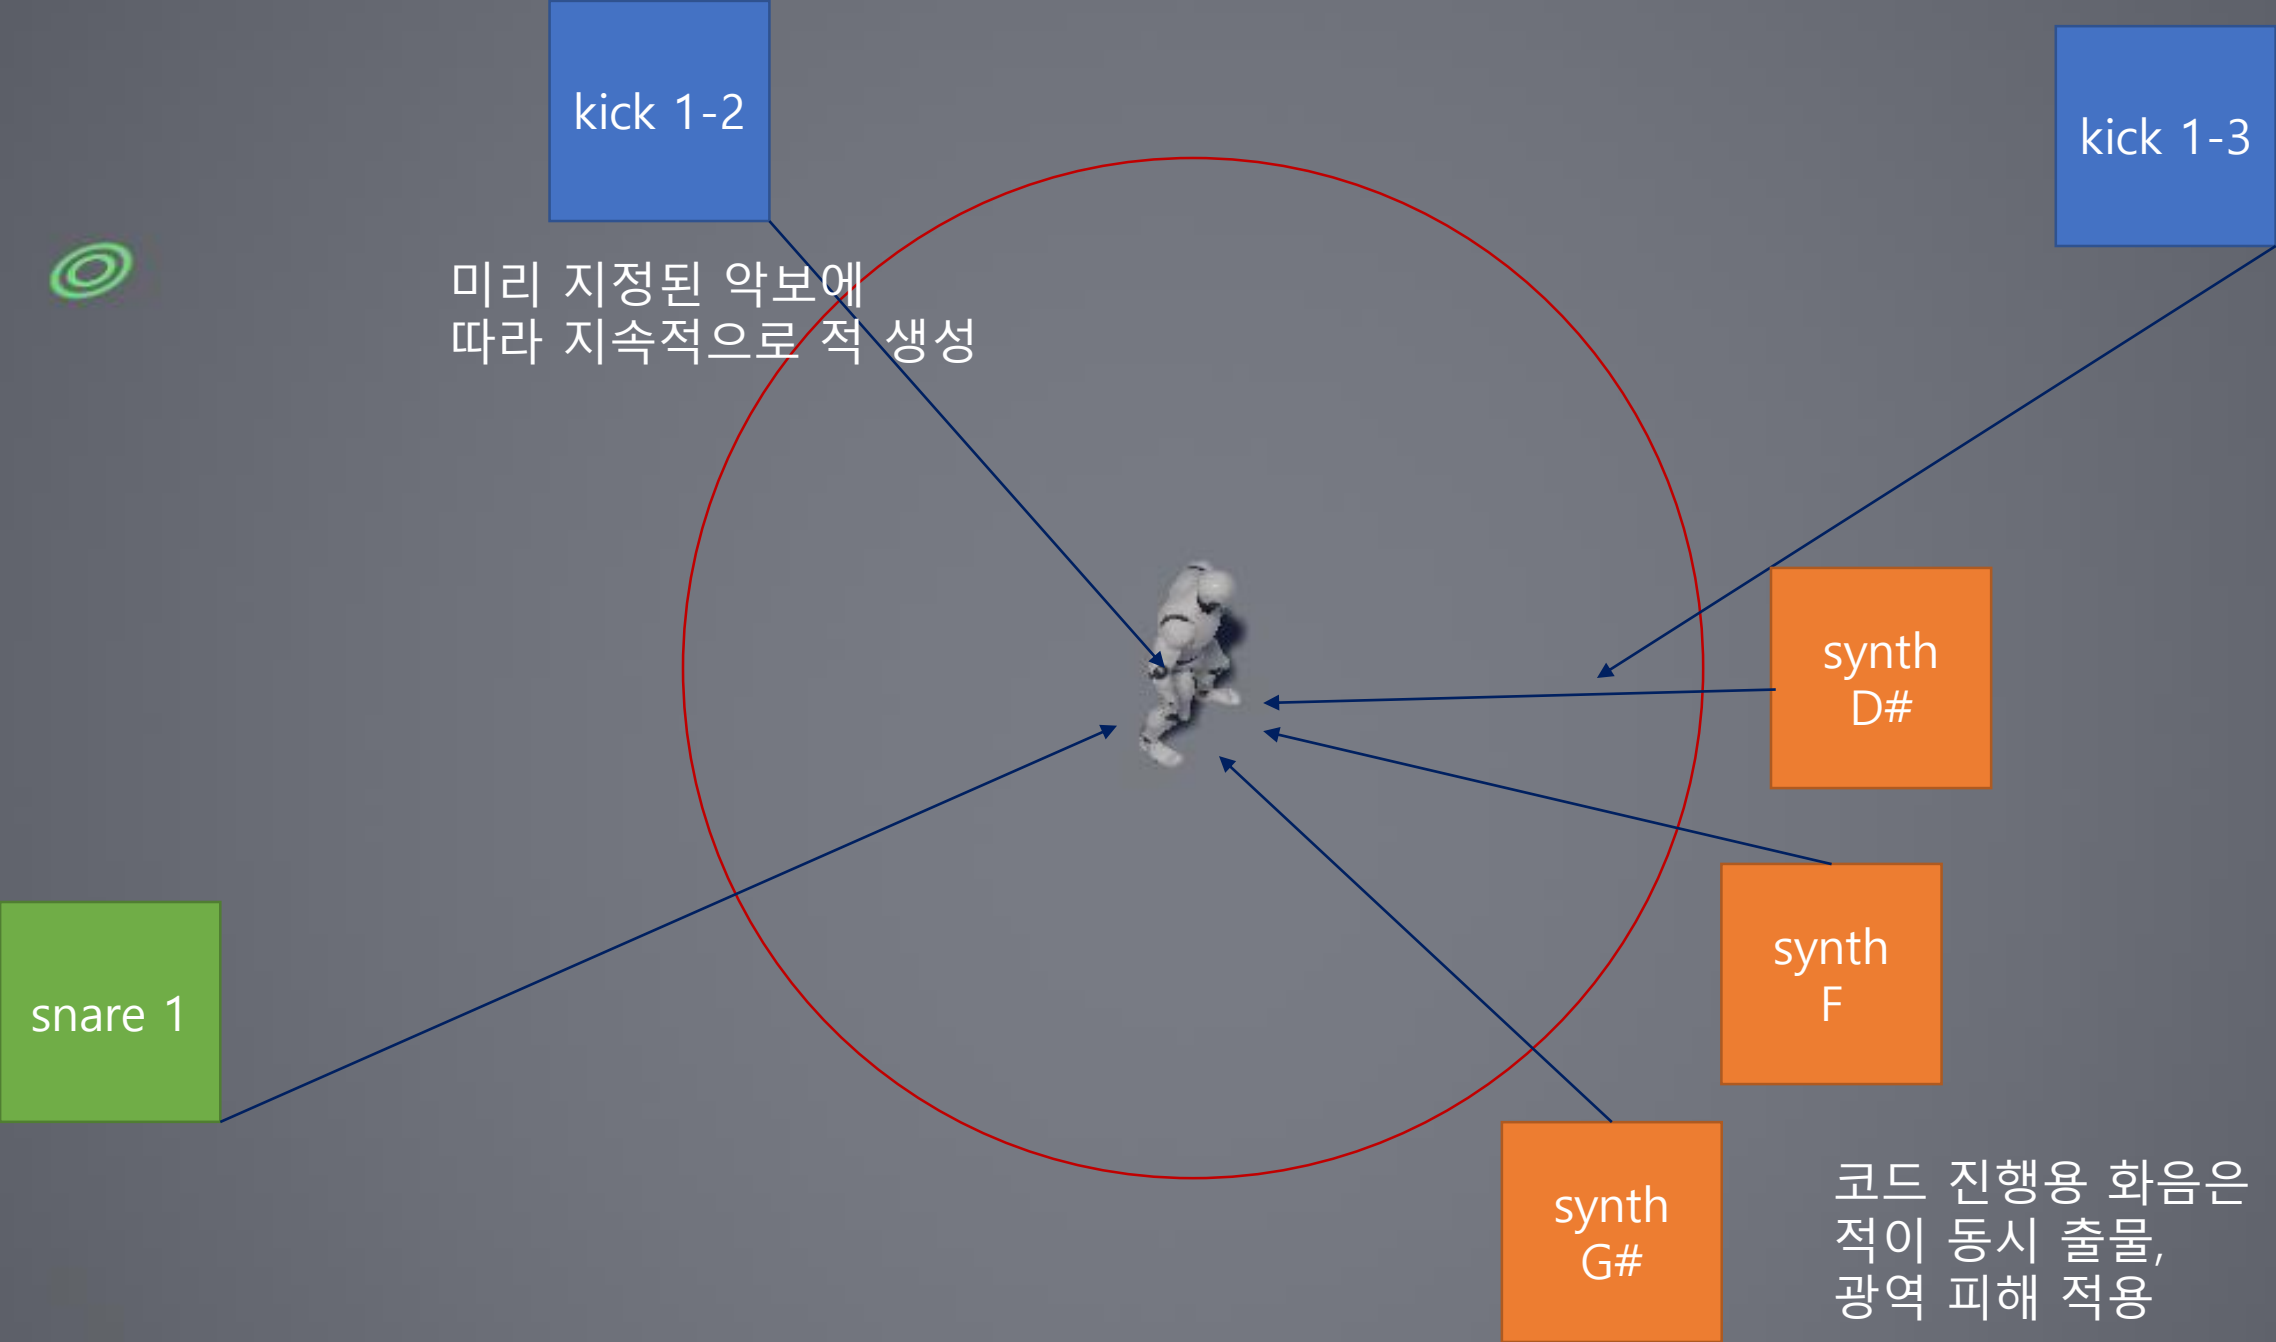 kick 1-2
kick 1-3
미리 지정된 악보에
따라 지속적으로 적 생성
synth
D#
synth
F
snare 1
synth
G#
코드 진행용 화음은
적이 동시 출몰,
광역 피해 적용